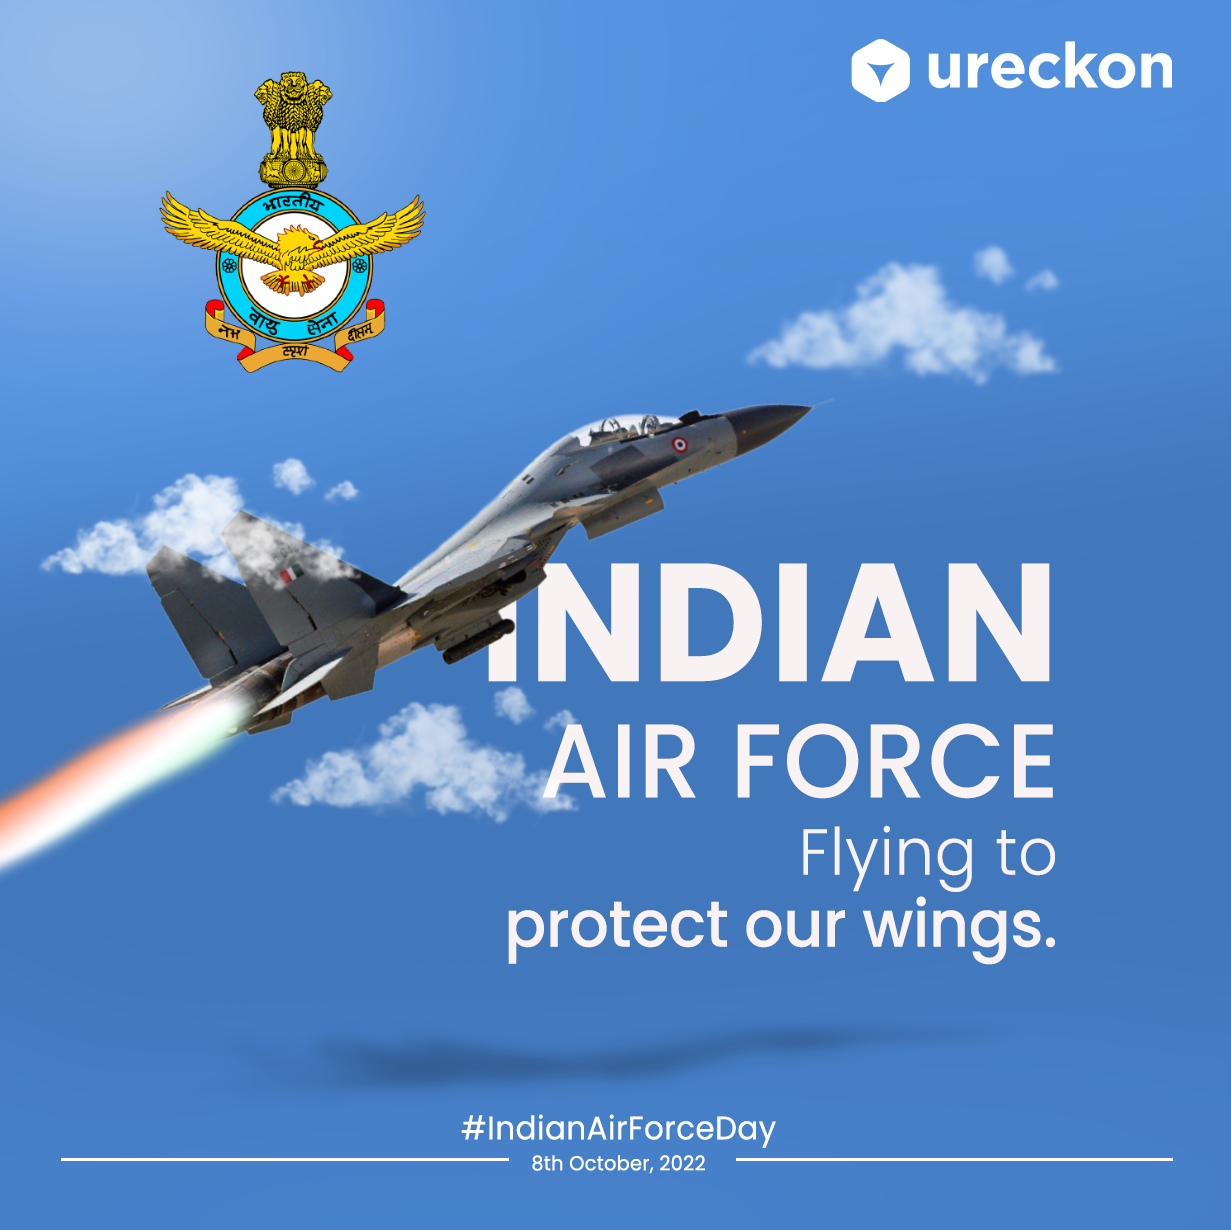 ureckon
भारतीय
वायु सेना
नभ स्पृशं दीप्तम्
INDIAN
AIR FORCE
Flying to
protect our wings.
#IndianAirForceDay
8th October, 2022